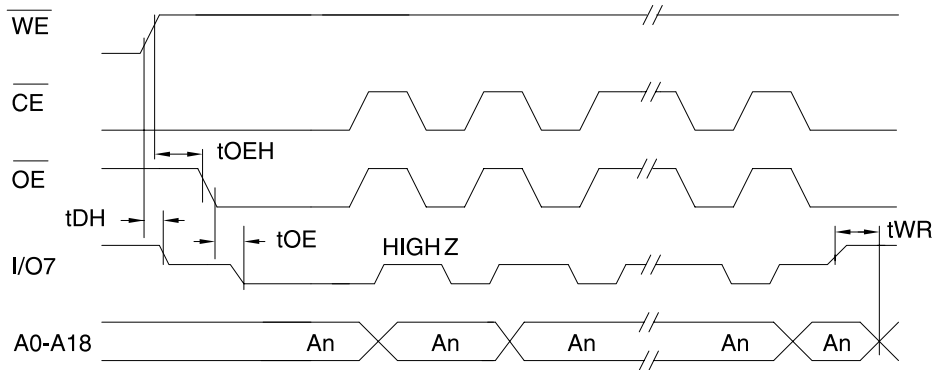 WE
CE
tOEH
OE
tDH
tOE
tWR
HIGH Z
I/O7
A0-A18 An An An An An